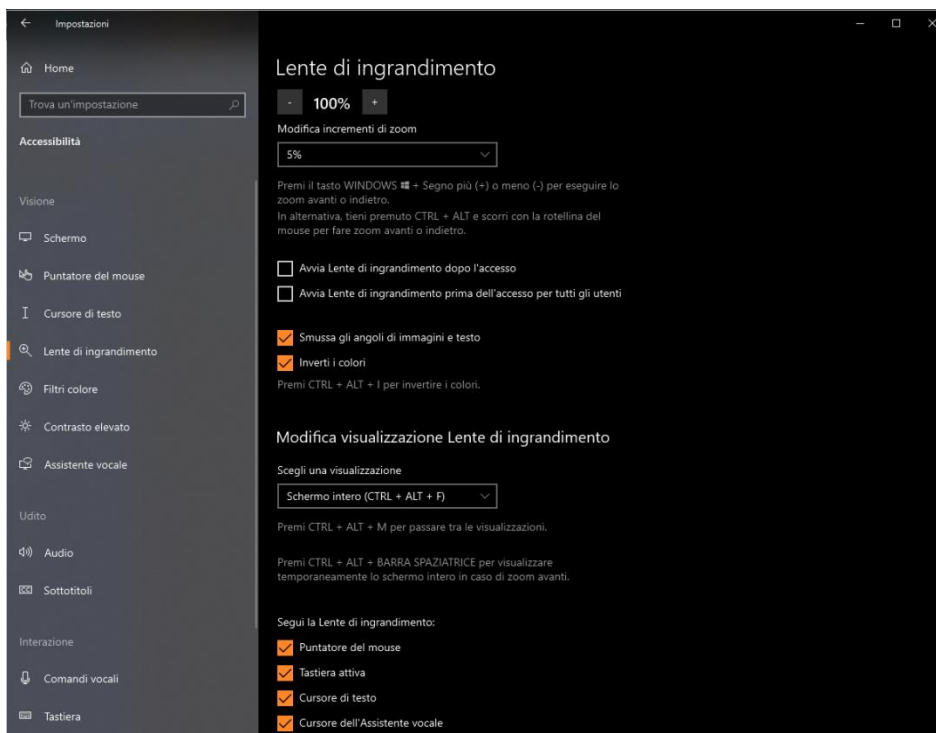 Impostazioni
Home
Trova un'impostazione
Accessibilità
Visione
Schermo
Puntatore del mouse
Cursore di testo
Lente di ingrandimento
Filtri colore
Contrasto elevato
Assistente vocale
Udito
Audio
Sottotitoli
Interazione
Comandi vocali
Tastiera
Lente di ingrandimento
- 100% +
Modifica incrementi di zoom
5%
Premi il tasto WINDOWS + Segno più (+) o meno (-) per eseguire lo
zoom avanti o indietro.
In alternativa, tieni premuto CTRL + ALT e scorri con la rotellina del
mouse per fare zoom avanti o indietro.
Avvia Lente di ingrandimento dopo l'accesso
Avvia Lente di ingrandimento prima dell'accesso per tutti gli utenti
Smussa gli angoli di immagini e testo
Inverti i colori
Premi CTRL + ALT + I per invertire i colori.
Modifica visualizzazione Lente di ingrandimento
Scegli una visualizzazione
Schermo intero (CTRL + ALT + F)
Premi CTRL + ALT + M per passare tra le visualizzazioni.
Premi CTRL + ALT + BARRA SPAZIATRICE per visualizzare
temporaneamente lo schermo intero in caso di zoom avanti.
Segui la Lente di ingrandimento:
Puntatore del mouse
Tastiera attiva
Cursore di testo
Cursore dell'Assistente vocale